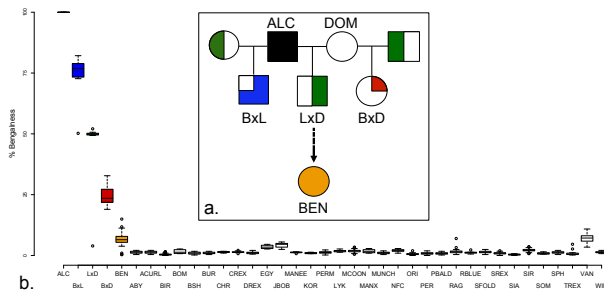 ALC DOM
BxL LxD BxD
BEN
a.
% Bengalness
100
75
50
25
0
ALC LxD BEN ACURL BOM BUR CREX EGY MANEE PERM MCOON MUNCH ORI PBALD RBLUE SREX SIR SPH VAN
BxL BxD ABY BIR BSH CHR DREX JBOB KOR LYK MANX NFC PER RAG SFOLD SIA SOM TREX WI
b.